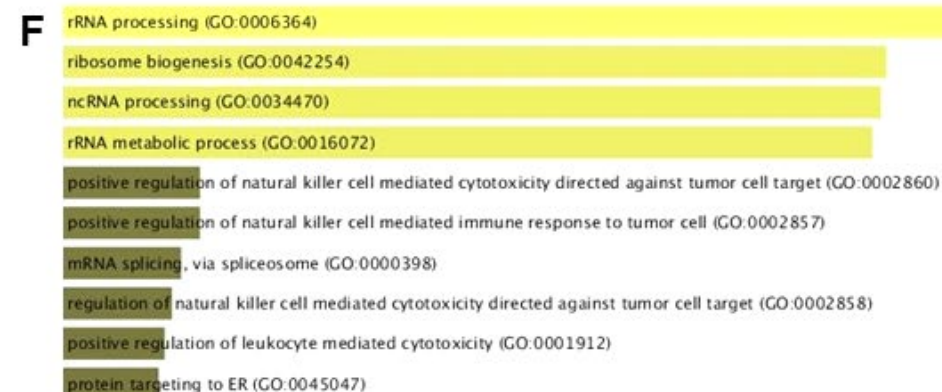 F
rRNA processing (GO:0006364)
ribosome biogenesis (GO:0042254)
ncRNA processing (GO:0034470)
rRNA metabolic process (GO:0016072)
positive regulation of natural killer cell mediated cytotoxicity directed against tumor cell target (GO:0002860)
positive regulation of natural killer cell mediated immune response to tumor cell (GO:0002857)
mRNA splicing, via spliceosome (GO:0000398)
regulation of natural killer cell mediated cytotoxicity directed against tumor cell target (GO:0002858)
positive regulation of leukocyte mediated cytotoxicity (GO:0001912)
protein targeting to ER (GO:0045047)